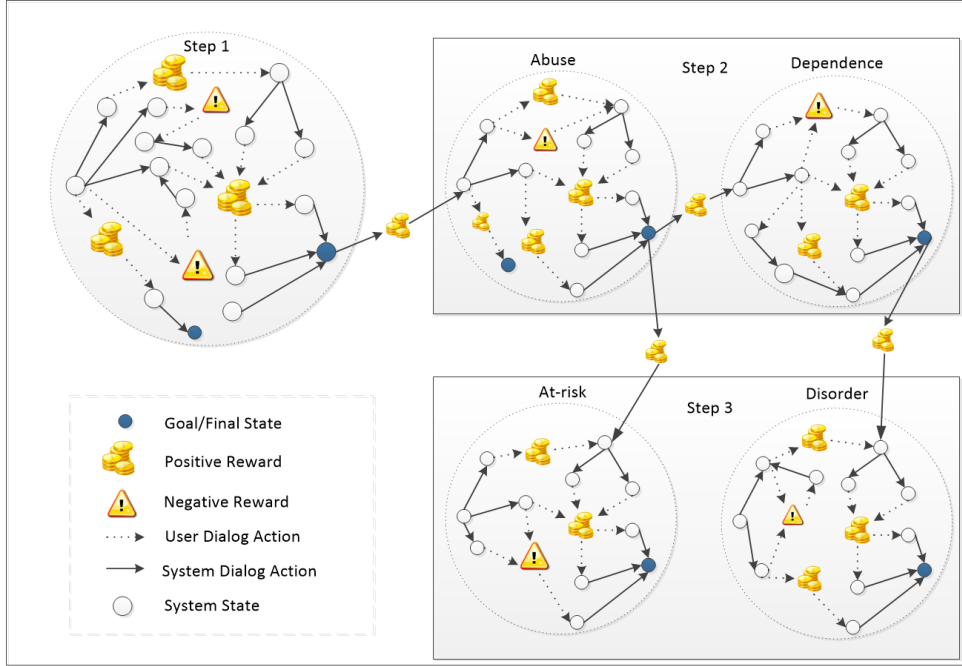 Step 1
Abuse
Step 2
Dependence
At-risk
Step 3
Disorder
Goal/Final State
Positive Reward
Negative Reward
User Dialog Action
System Dialog Action
System State